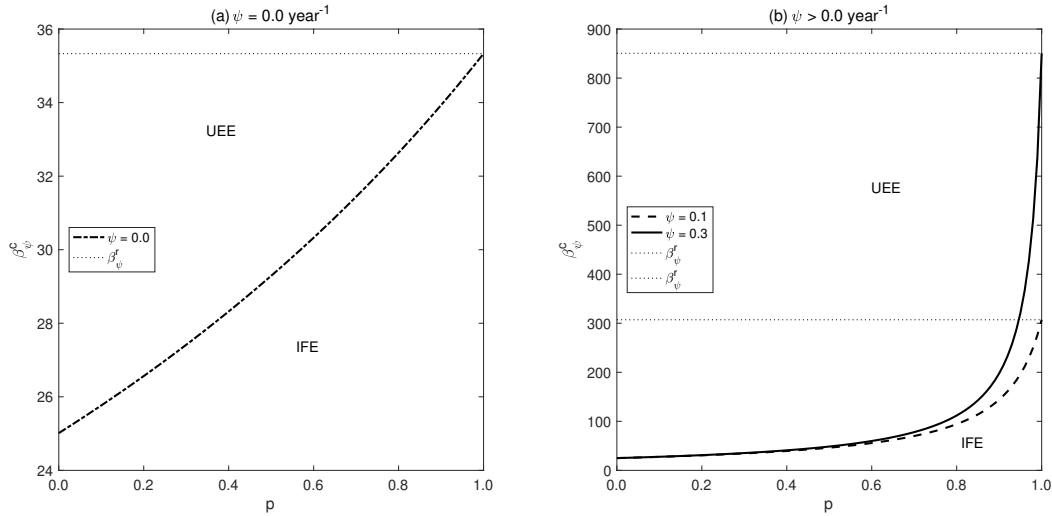 (a) ψ = 0.0 year⁻¹
36
34
32
30
28
26
24
β^c_ψ
UEE
IFE
ψ = 0.0
β^r_ψ
0.0 0.2 0.4 0.6 0.8 1.0
p
(b) ψ > 0.0 year⁻¹
900
800
700
600
500
400
300
200
100
0
β^c_ψ
UEE
ψ = 0.1
ψ = 0.3
β^r_ψ
β^r_ψ
IFE
0.0 0.2 0.4 0.6 0.8 1.0
p